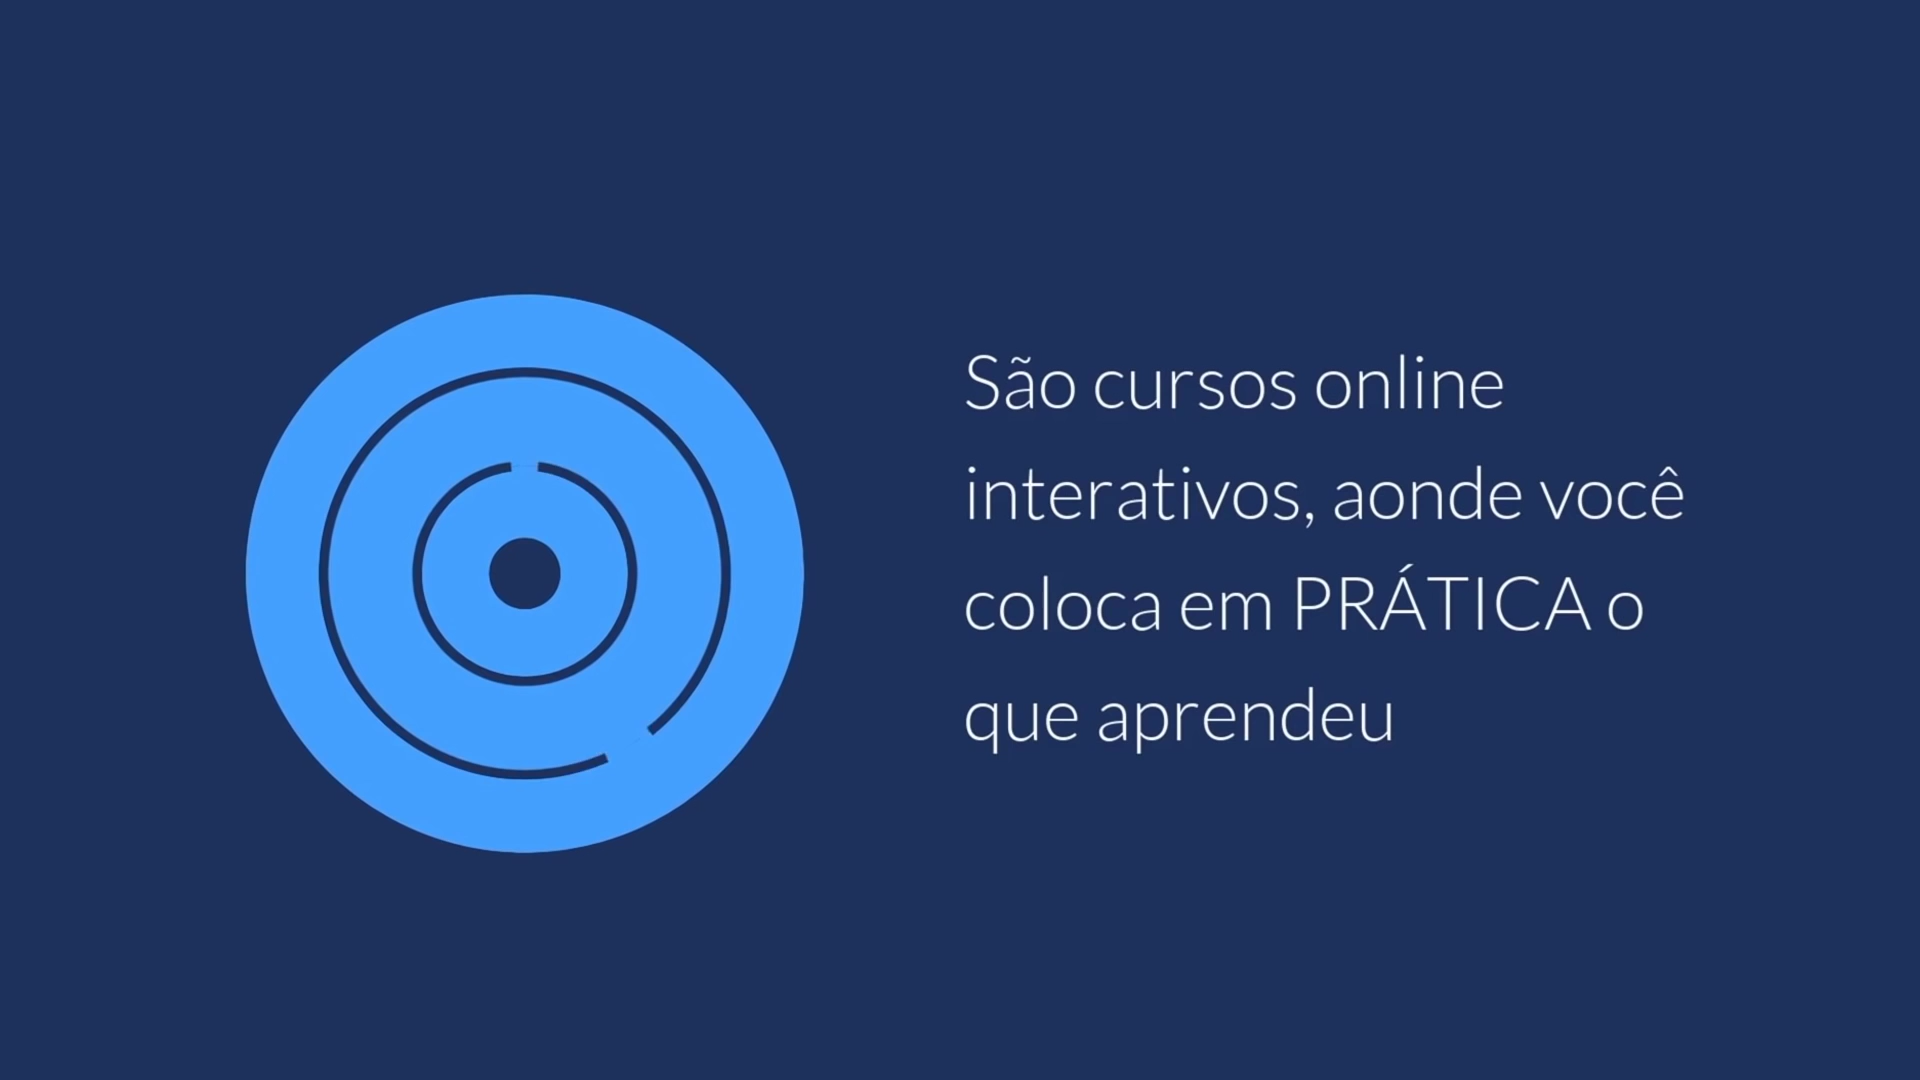 São cursos online
interativos, aonde você
coloca em PRÁTICA o
que aprendeu